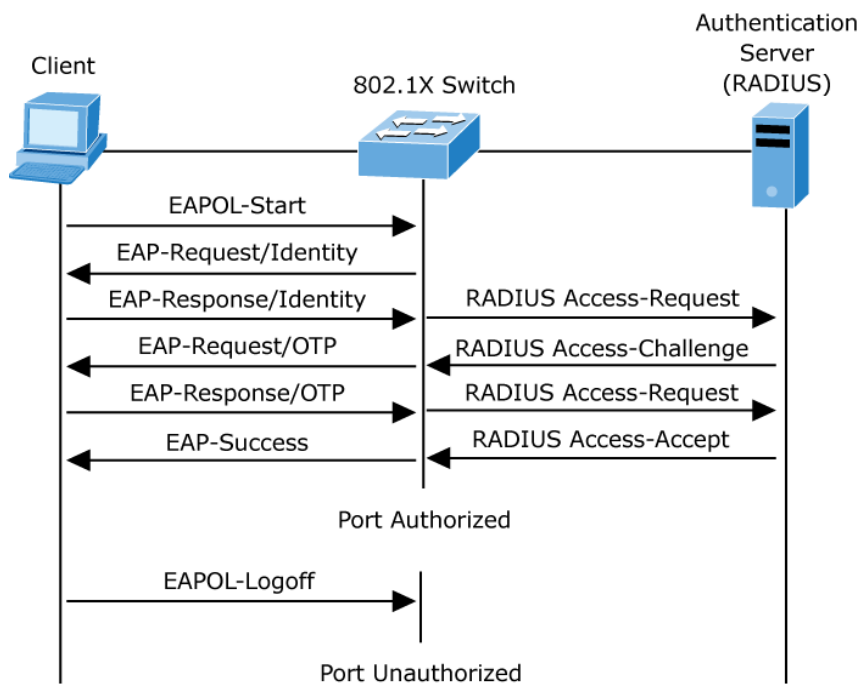 Authentication
Server
(RADIUS)
Client
802.1X Switch
EAPOL-Start
EAP-Request/Identity
EAP-Response/Identity
RADIUS Access-Request
EAP-Request/OTP
RADIUS Access-Challenge
EAP-Response/OTP
RADIUS Access-Request
EAP-Success
RADIUS Access-Accept
Port Authorized
EAPOL-Logoff
Port Unauthorized